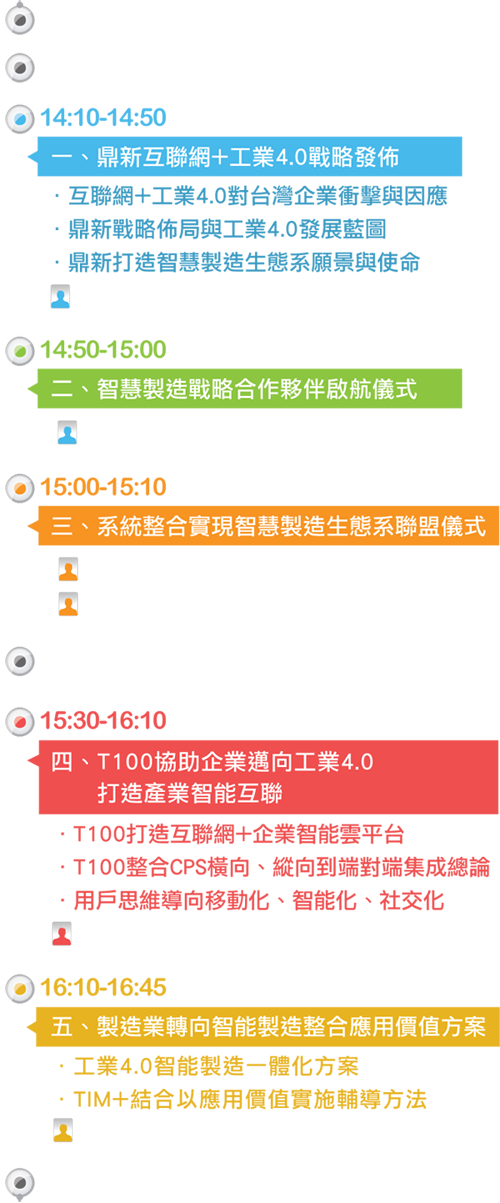 14:10-14:50
一、鼎新互聯網+工業4.0戰略發佈
·互聯網+工業4.0對台灣企業衝擊與因應
·鼎新戰略佈局與工業4.0發展藍圖
·鼎新打造智慧製造生態系願景與使命
14:50-15:00
二、智慧製造戰略合作夥伴啟航儀式
15:00-15:10
三、系統整合實現智慧製造生態系聯盟儀式
15:30-16:10
四、T100協助企業邁向工業4.0
打造產業智能互聯
·T100打造互聯網+企業智能雲平台
·T100整合CPS橫向、縱向到端對端集成總論
·用戶思維導向移動化、智能化、社交化
16:10-16:45
五、製造業轉向智能製造整合應用價值方案
·工業4.0智能製造一體化方案
·TIM+結合以應用價值實施輔導方法